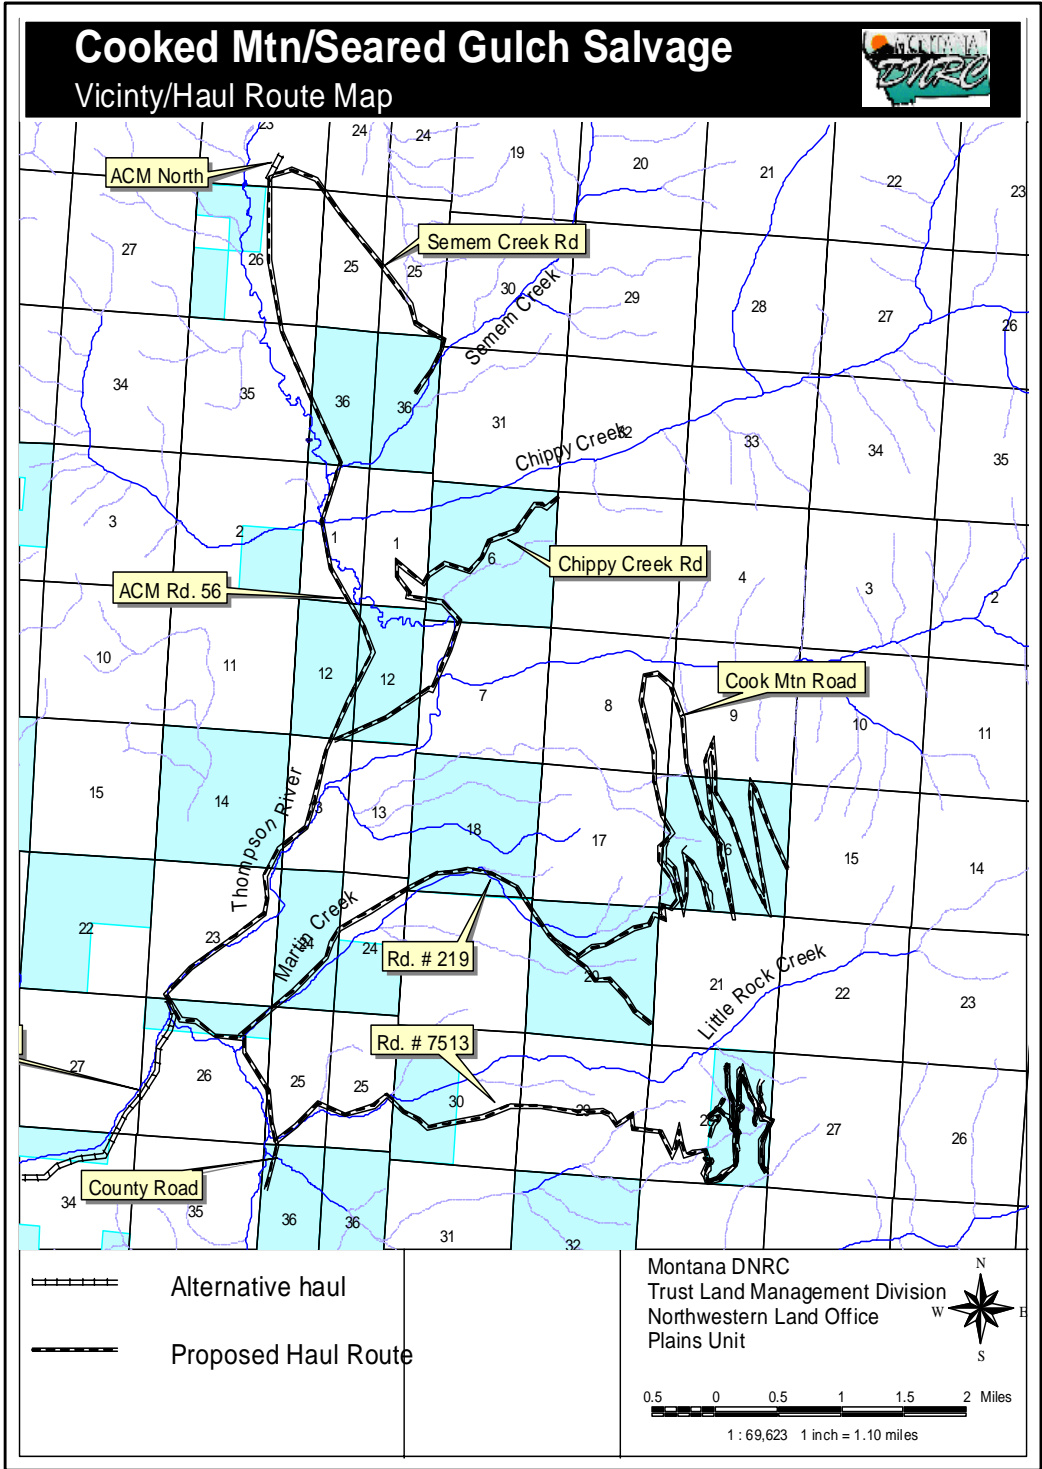 Cooked Mtn/Seared Gulch Salvage
Vicinty/Haul Route Map
MONTANA
DNRC
23
24
24
19
20
21
22
23
ACM North
Semem Creek Rd
27
26
25
25
30
29
28
27
26
Semem Creek
34
35
36
36
31
32
33
34
35
Chippy Creek
3
2
1
1
6
4
3
2
Chippy Creek Rd
ACM Rd. 56
10
11
12
12
7
8
9
10
11
Cook Mtn Road
15
14
13
18
17
15
14
Thompson River
Martin Creek
22
23
24
24
20
21
22
23
Rd. # 219
Little Rock Creek
27
26
25
25
30
29
28
27
26
Rd. # 7513
County Road
34
35
36
36
31
32
Alternative haul
Proposed Haul Route
Montana DNRC
Trust Land Management Division
Northwestern Land Office
Plains Unit
N
W
E
S
0.5 0 0.5 1 1.5 2 Miles
1 : 69,623 1 inch = 1.10 miles